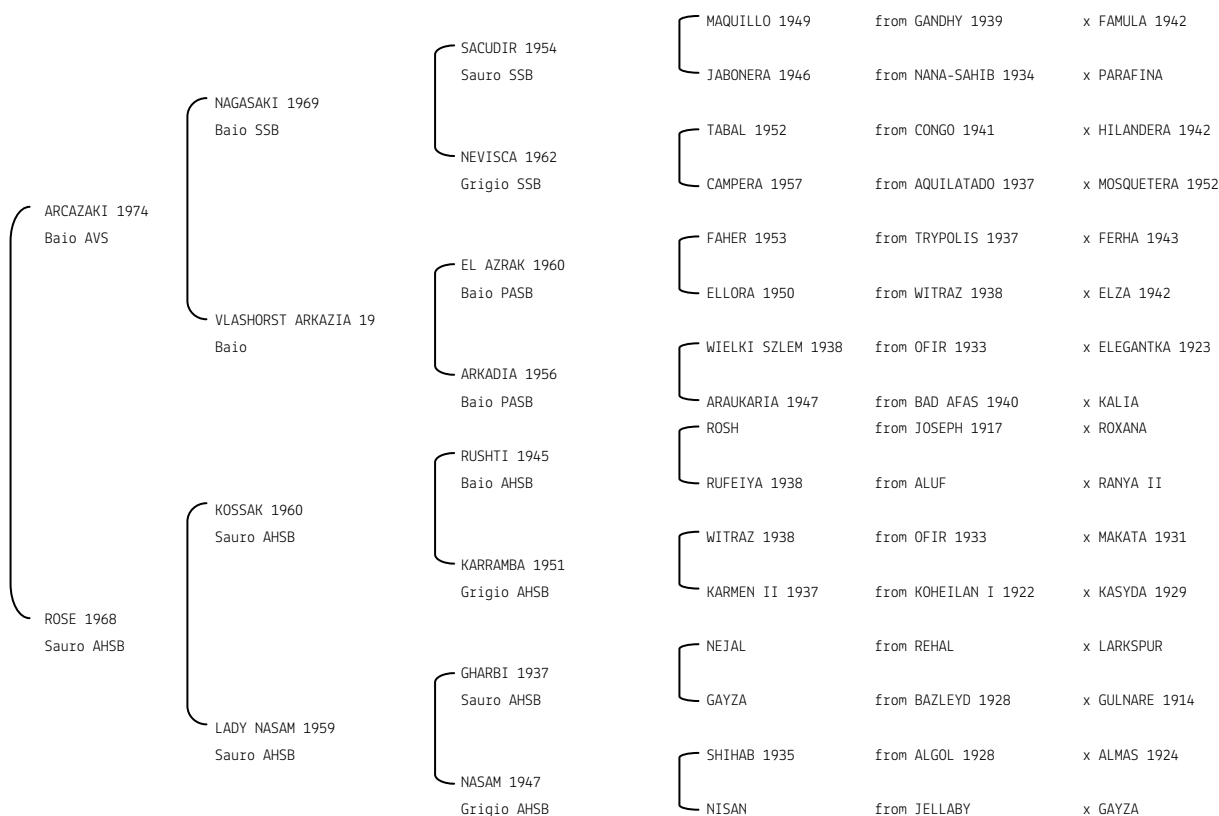 MAQUILLO 1949 from GANDHY 1939 x FAMULA 1942
SACUDIR 1954
Sauro SSB
JABONERA 1946 from NANA-SAHIB 1934 x PARAFINA
NAGASAKI 1969
Baio SSB
TABAL 1952 from CONGO 1941 x HILANDERA 1942
NEVISCA 1962
Grigio SSB
CAMPERA 1957 from AQUILATADO 1937 x MOSQUETERA 1952
ARCAZAKI 1974
Baio AVS
FAHER 1953 from TRYPOLIS 1937 x FERHA 1943
EL AZRAK 1960
Baio PASB
ELLORA 1950 from WITRAZ 1938 x ELZA 1942
VLASHORST ARKAZIA 19
Baio
WIELKI SZLEM 1938 from OFIR 1933 x ELEGANTKA 1923
ARKADIA 1956
Baio PASB
ARAUKARIA 1947 from BAD AFAS 1940 x KALIA
ROSH from JOSEPH 1917 x ROXANA
RUSHTI 1945
Baio AHSB
RUFEIYA 1938 from ALUF x RANYA II
KOSSAK 1960
Sauro AHSB
WITRAZ 1938 from OFIR 1933 x MAKATA 1931
KARRAMBA 1951
Grigio AHSB
KARMEN II 1937 from KOHEILAN I 1922 x KASYDA 1929
ROSE 1968
Sauro AHSB
NEJAL from REHAL x LARKSPUR
GHARBI 1937
Sauro AHSB
GAYZA from BAZLEYD 1928 x GULNARE 1914
LADY NASAM 1959
Sauro AHSB
SHIHAB 1935 from ALGOL 1928 x ALMAS 1924
NASAM 1947
Grigio AHSB
NISAN from JELLABY x GAYZA